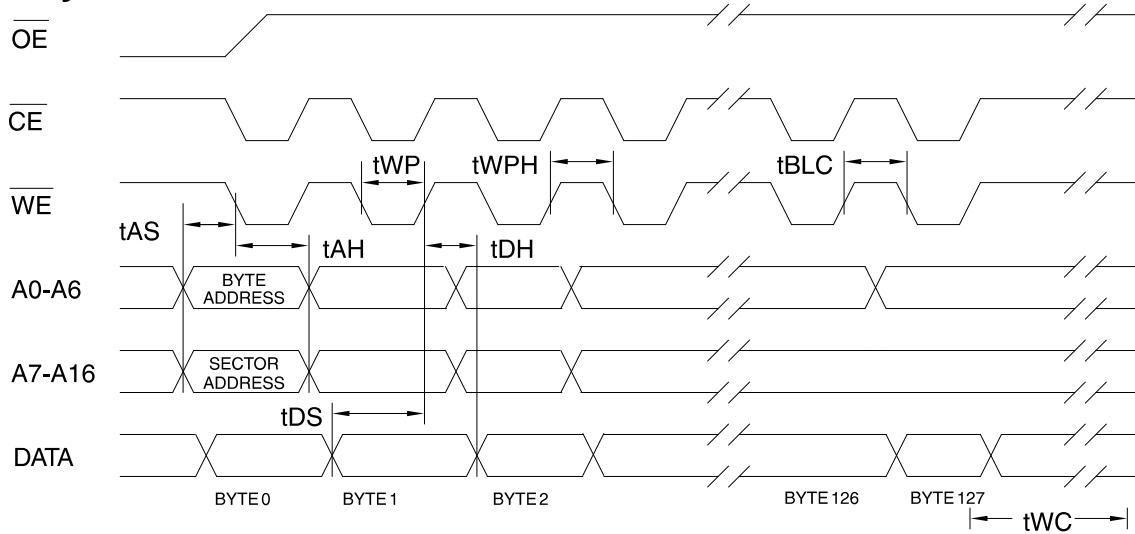 OE
CE
tWP
tWPH
tBLC
WE
tAS
tAH
tDH
A0-A6
BYTE
ADDRESS
A7-A16
SECTOR
ADDRESS
tDS
DATA
BYTE 0
BYTE 1
BYTE 2
BYTE 126
BYTE 127
tWC